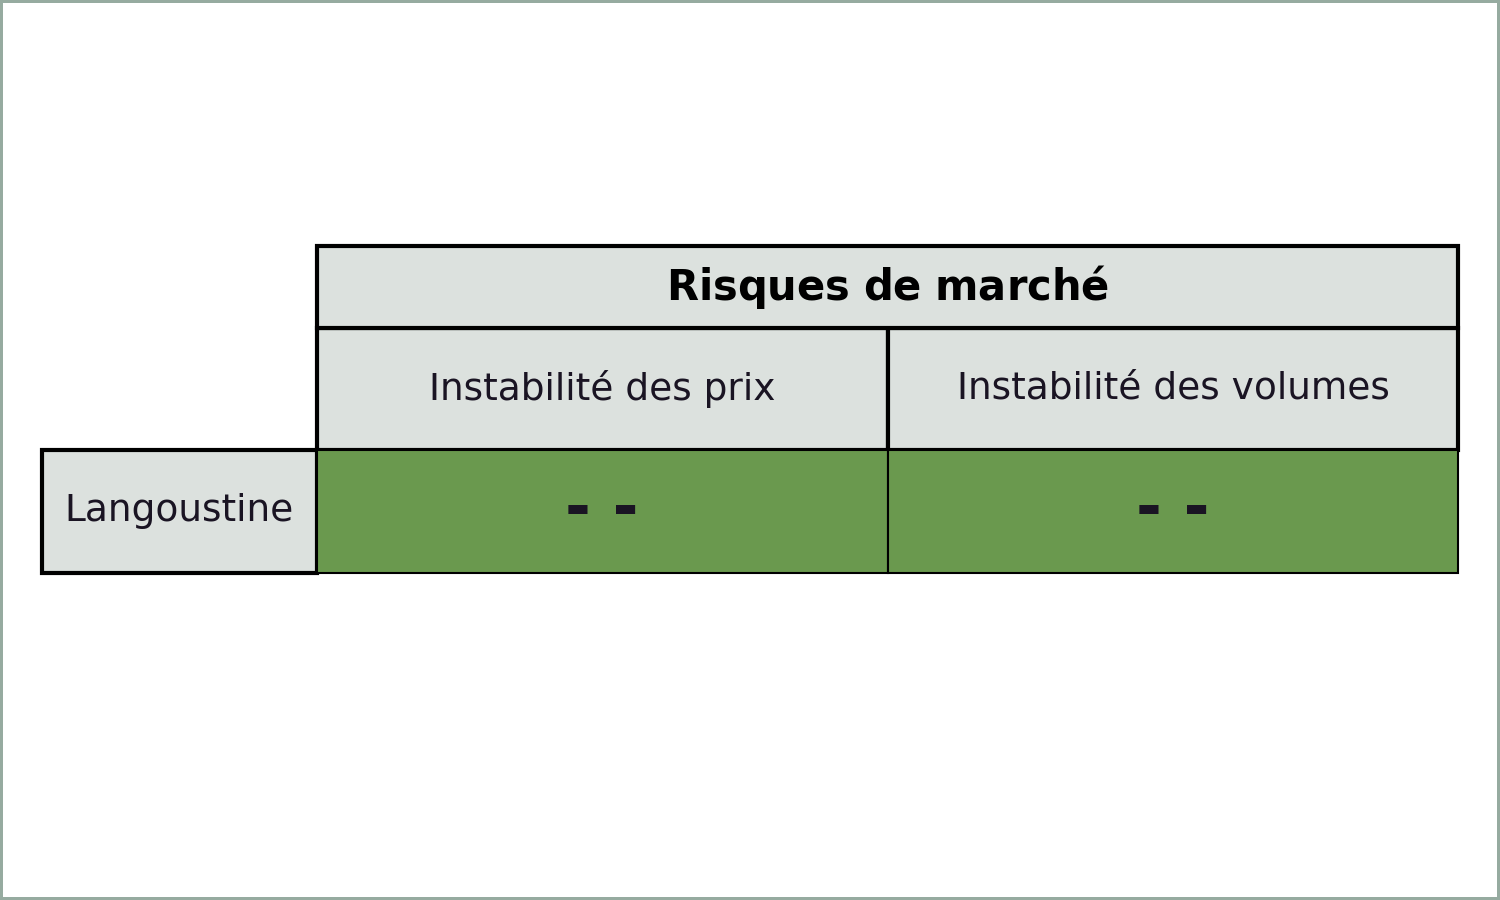 Risques de marché
Instabilité des prix
Instabilité des volumes
Langoustine
- -
- -